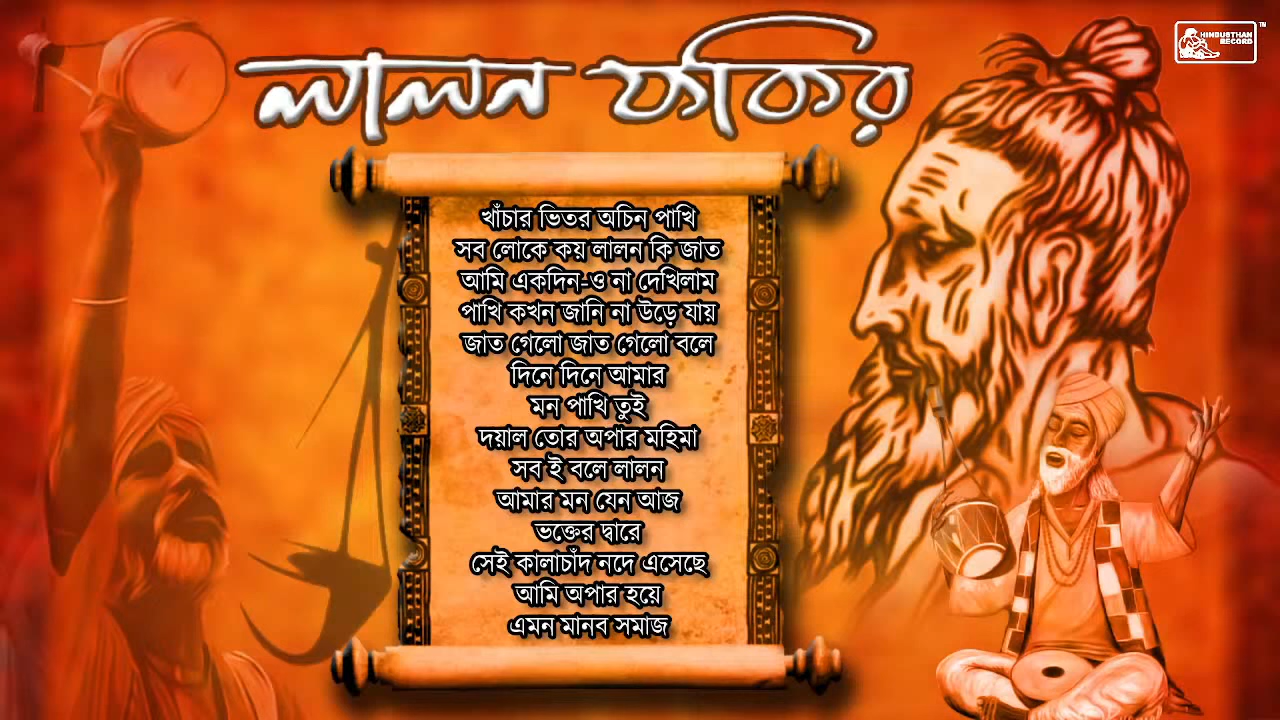 লালন ফকির
HINDUSTHAN
RECORD
TM
খাঁচার ভিতর অচিন পাখি
সব লোকে কয় লালন কি জাত
আমি একদিন-ও না দেখিলাম
পাখি কখন জানি না উড়ে যায়
জাত গেলো জাত গেলো বলে
দিনে দিনে আমার
মন পাখি তুই
দয়াল তোর অপার মহিমা
সব ই বলে লালন
আমার মন যেন আজ
ভক্তের দ্বারে
সেই কালাচাঁদ নদে এসেছে
আমি অপার হয়ে
এমন মানব সমাজ